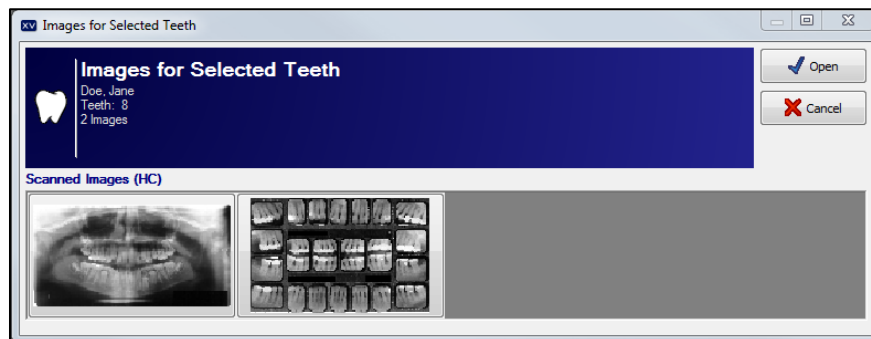 XV Images for Selected Teeth
Images for Selected Teeth
Doe, Jane
Teeth: 8
2 Images
Open
Cancel
Scanned Images (HC)